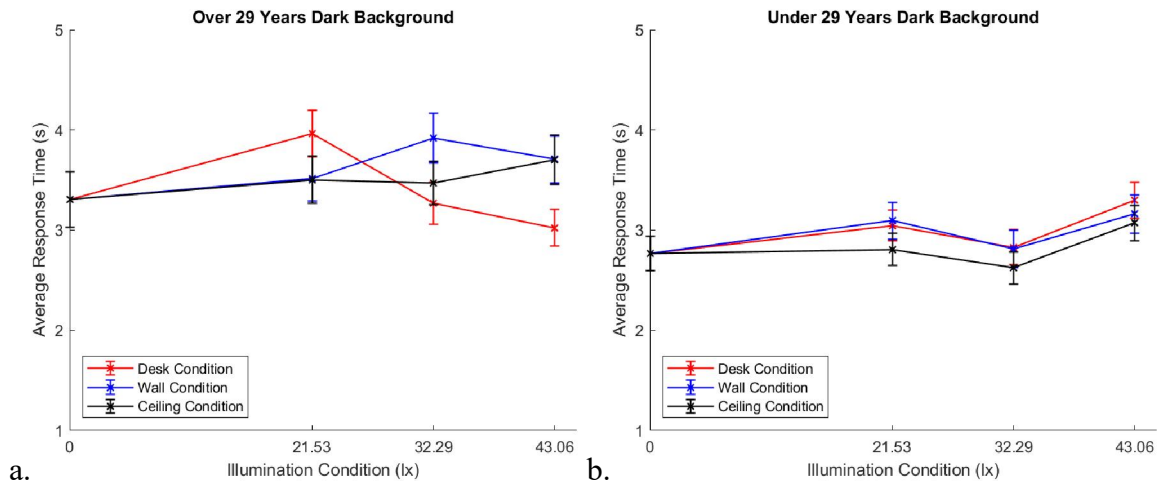 Over 29 Years Dark Background
5
4
3
2
1
Average Response Time (s)
Desk Condition
Wall Condition
Ceiling Condition
0
21.53
32.29
43.06
Illumination Condition (lx)
a.
Under 29 Years Dark Background
5
4
3
2
1
Average Response Time (s)
Desk Condition
Wall Condition
Ceiling Condition
0
21.53
32.29
43.06
Illumination Condition (lx)
b.